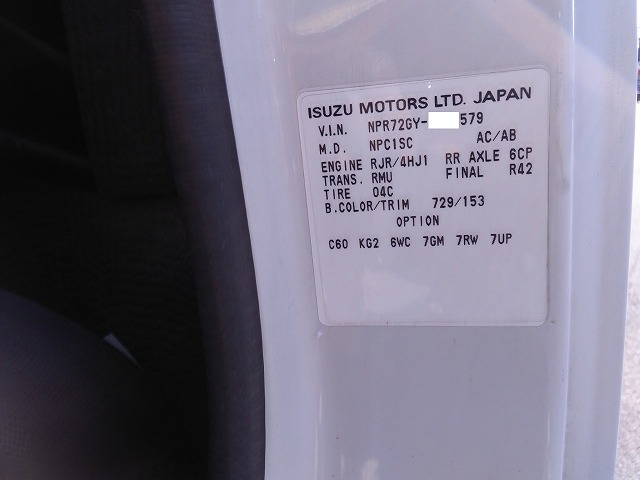 ISUZU MOTORS LTD. JAPAN
V.I.N. NPR72GY- 579
M.D. NPC1SC AC/AB
ENGINE RJR/4HJ1 RR AXLE 6CP
TRANS. RMU FINAL R42
TIRE 04C
B.COLOR/TRIM 729/153
OPTION
C60 KG2 6WC 7GM 7RW 7UP